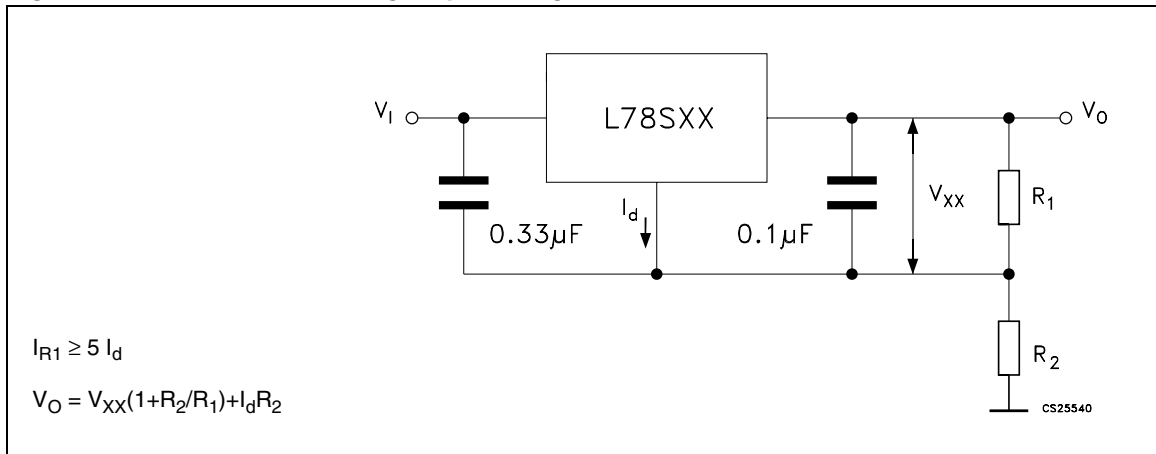 V_I
L78SXX
V_O
I_d
0.33µF
0.1µF
V_XX
R_1
R_2
CS25540
I_R1 ≥ 5 I_d
V_O = V_XX(1+R_2/R_1)+I_dR_2